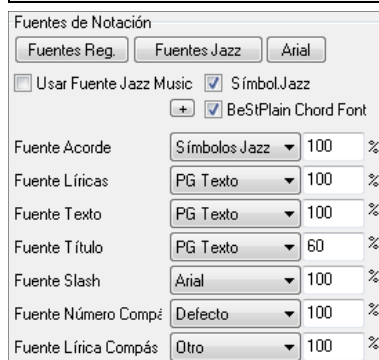 Fuentes de Notación
Fuentes Reg. Fuentes Jazz Arial
Usar Fuente Jazz Music Símbol.Jazz
+ BeStPlain Chord Font
Fuente Acorde Símbolos Jazz 100 %
Fuente Líricas PG Texto 100 %
Fuente Texto PG Texto 100 %
Fuente Título PG Texto 60 %
Fuente Slash Arial 100 %
Fuente Número Compá Defecto 100 %
Fuente Lírica Compás Otro 100 %